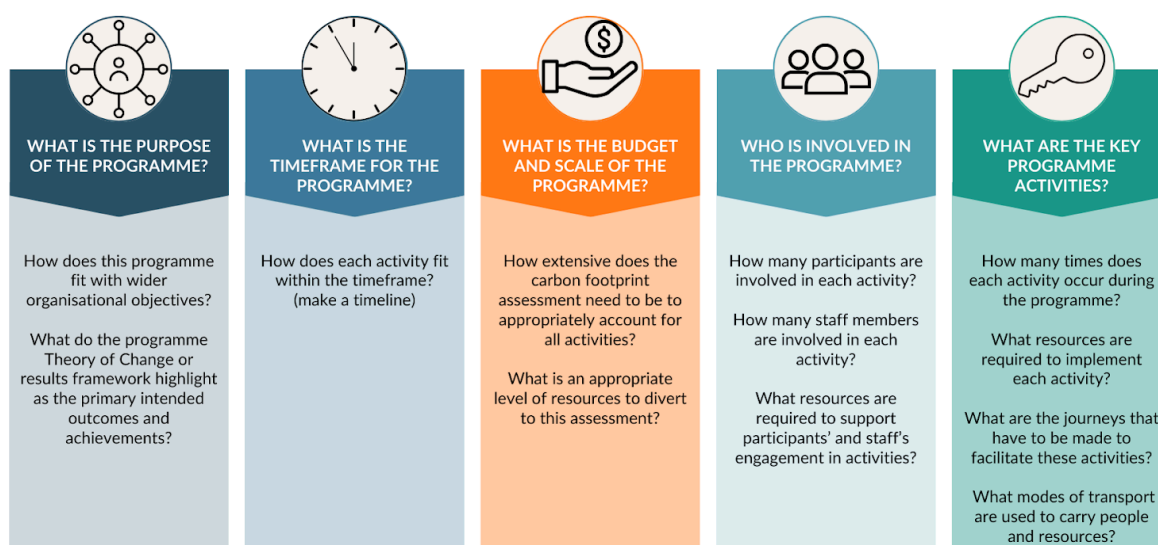 $
WHAT IS THE PURPOSE
OF THE PROGRAMME?
How does this programme
fit with wider
organisational objectives?
What do the programme
Theory of Change or
results framework highlight
as the primary intended
outcomes and
achievements?
WHAT IS THE
TIMEFRAME FOR THE
PROGRAMME?
How does each activity fit
within the timeframe?
(make a timeline)
WHAT IS THE BUDGET
AND SCALE OF THE
PROGRAMME?
How extensive does the
carbon footprint
assessment need to be to
appropriately account for
all activities?
What is an appropriate
level of resources to divert
to this assessment?
WHO IS INVOLVED IN
THE PROGRAMME?
How many participants are
involved in each activity?
How many staff members
are involved in each
activity?
What resources are
required to support
participants’ and staff’s
engagement in activities?
WHAT ARE THE KEY
PROGRAMME
ACTIVITIES?
How many times does
each activity occur during
the programme?
What resources are
required to implement
each activity?
What are the journeys that
have to be made to
facilitate these activities?
What modes of transport
are used to carry people
and resources?